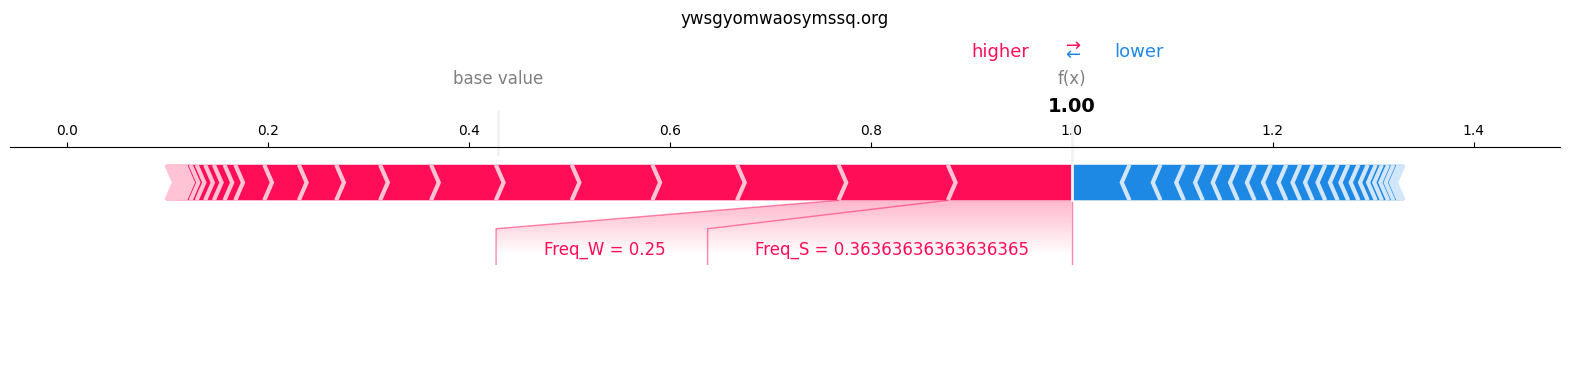 ywsgyomwaosymssq.org
higher ⇄ lower
base value
f(x)
1.00
0.0 0.2 0.4 0.6 0.8 1.0 1.2 1.4
Freq_W = 0.25
Freq_S = 0.36363636363636365